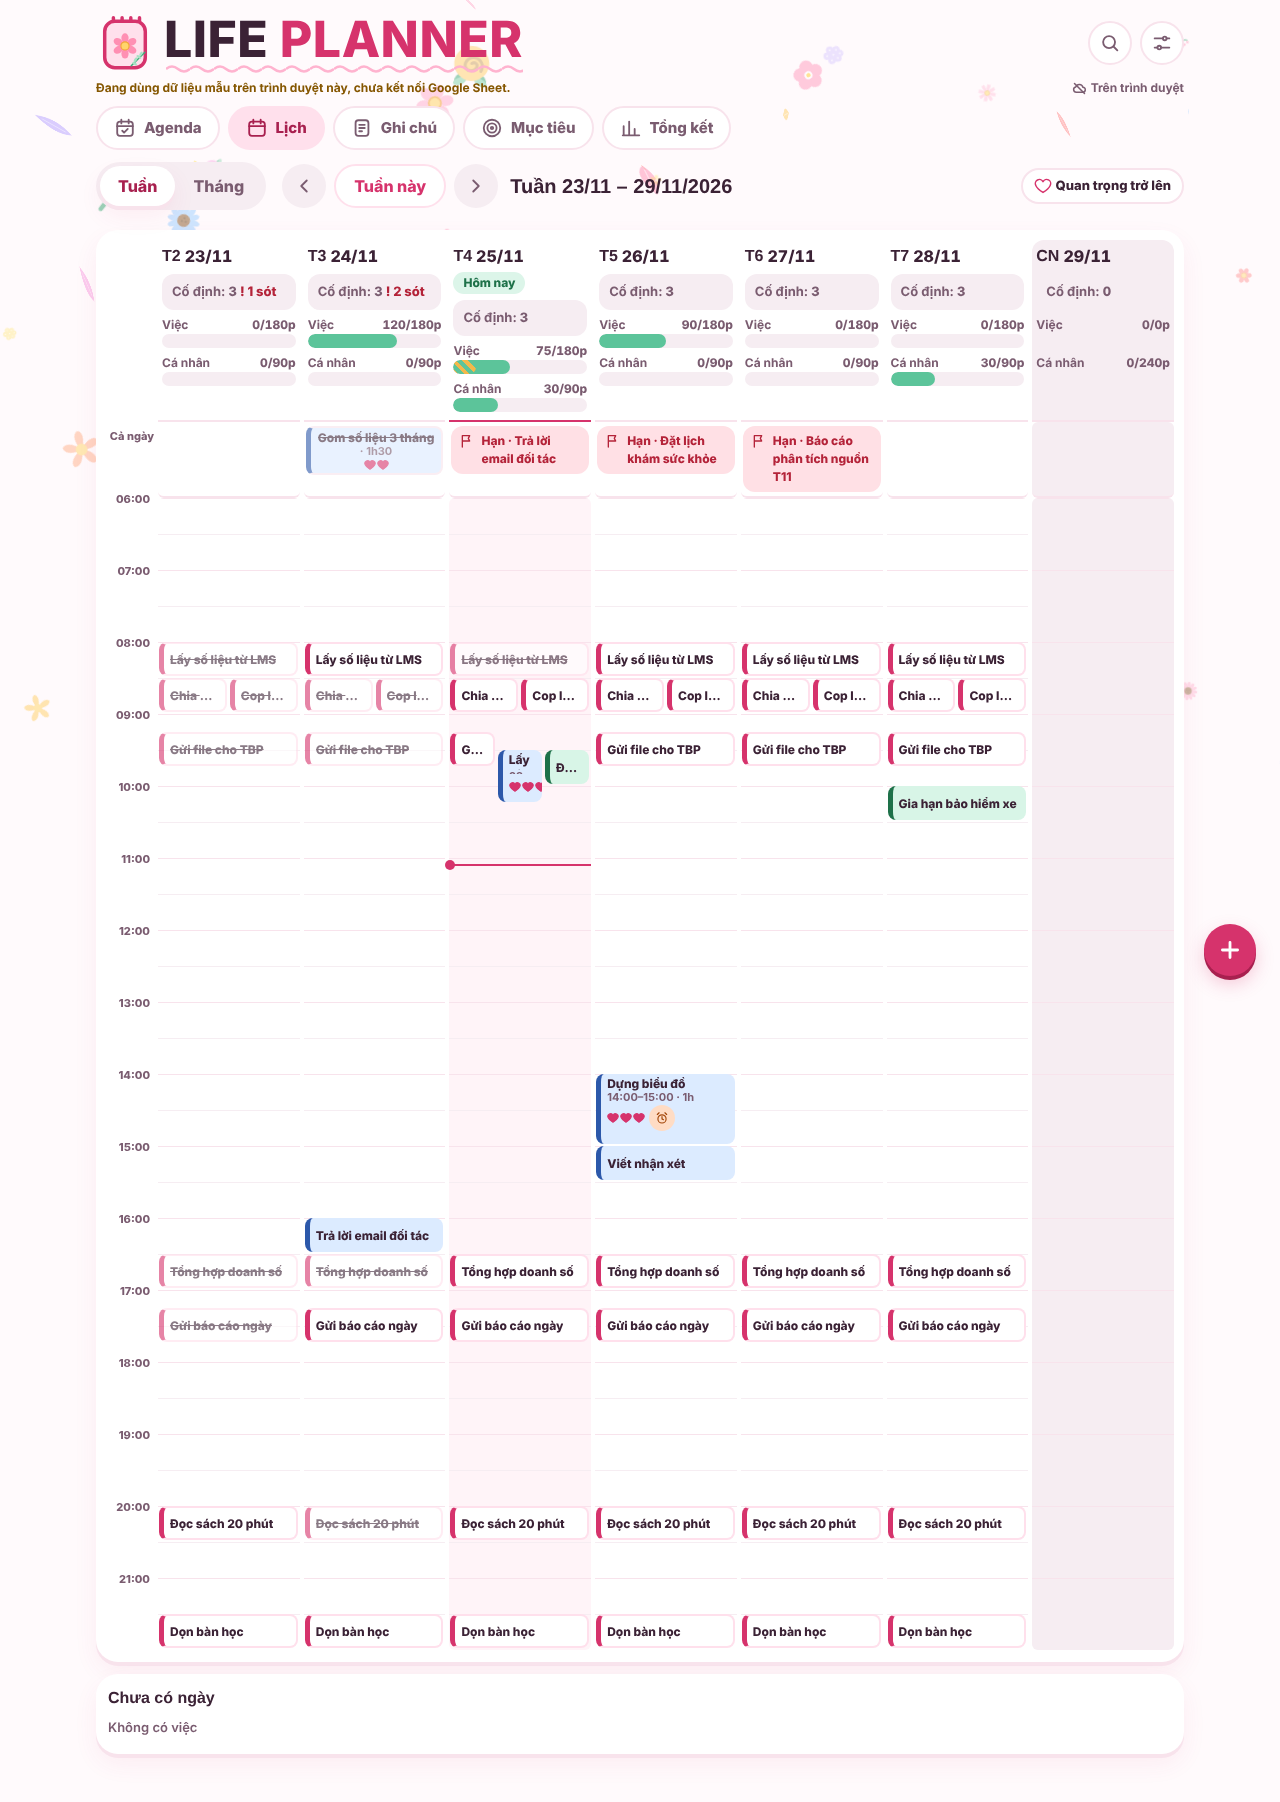 LIFE PLANNER
Đang dùng dữ liệu mẫu trên trình duyệt này, chưa kết nối Google Sheet.
Trên trình duyệt
Agenda
Lịch
Ghi chú
Mục tiêu
Tổng kết
Tuần
Tháng
Tuần này
Tuần 23/11 – 29/11/2026
Quan trọng trở lên
T2 23/11
Cố định: 3 ! 1 sót
Việc 0/180p
Cá nhân 0/90p
T3 24/11
Cố định: 3 ! 2 sót
Việc 120/180p
Cá nhân 0/90p
T4 25/11
Hôm nay
Cố định: 3
Việc 75/180p
Cá nhân 30/90p
T5 26/11
Cố định: 3
Việc 90/180p
Cá nhân 0/90p
T6 27/11
Cố định: 3
Việc 0/180p
Cá nhân 0/90p
T7 28/11
Cố định: 3
Việc 0/180p
Cá nhân 30/90p
CN 29/11
Cố định: 0
Việc 0/0p
Cá nhân 0/240p
Cả ngày
Gom số liệu 3 tháng
· 1h30
Hạn · Trả lời
email đối tác
Hạn · Đặt lịch
khám sức khỏe
Hạn · Báo cáo
phân tích nguồn
T11
06:00
07:00
08:00
Lấy số liệu từ LMS
Lấy số liệu từ LMS
Lấy số liệu từ LMS
Lấy số liệu từ LMS
Lấy số liệu từ LMS
Lấy số liệu từ LMS
Chia ...
Cop l...
Chia ...
Cop l...
Chia ...
Cop l...
Chia ...
Cop l...
Chia ...
Cop l...
Chia ...
Cop l...
09:00
Gửi file cho TBP
Gửi file cho TBP
G...
Lấy
Đ...
Gửi file cho TBP
Gửi file cho TBP
Gửi file cho TBP
10:00
Gia hạn bảo hiểm xe
11:00
12:00
13:00
14:00
Dựng biểu đồ
14:00–15:00 · 1h
15:00
Viết nhận xét
16:00
Trả lời email đối tác
Tổng hợp doanh số
Tổng hợp doanh số
Tổng hợp doanh số
Tổng hợp doanh số
Tổng hợp doanh số
Tổng hợp doanh số
17:00
Gửi báo cáo ngày
Gửi báo cáo ngày
Gửi báo cáo ngày
Gửi báo cáo ngày
Gửi báo cáo ngày
Gửi báo cáo ngày
18:00
19:00
20:00
Đọc sách 20 phút
Đọc sách 20 phút
Đọc sách 20 phút
Đọc sách 20 phút
Đọc sách 20 phút
Đọc sách 20 phút
21:00
Dọn bàn học
Dọn bàn học
Dọn bàn học
Dọn bàn học
Dọn bàn học
Dọn bàn học
Chưa có ngày
Không có việc